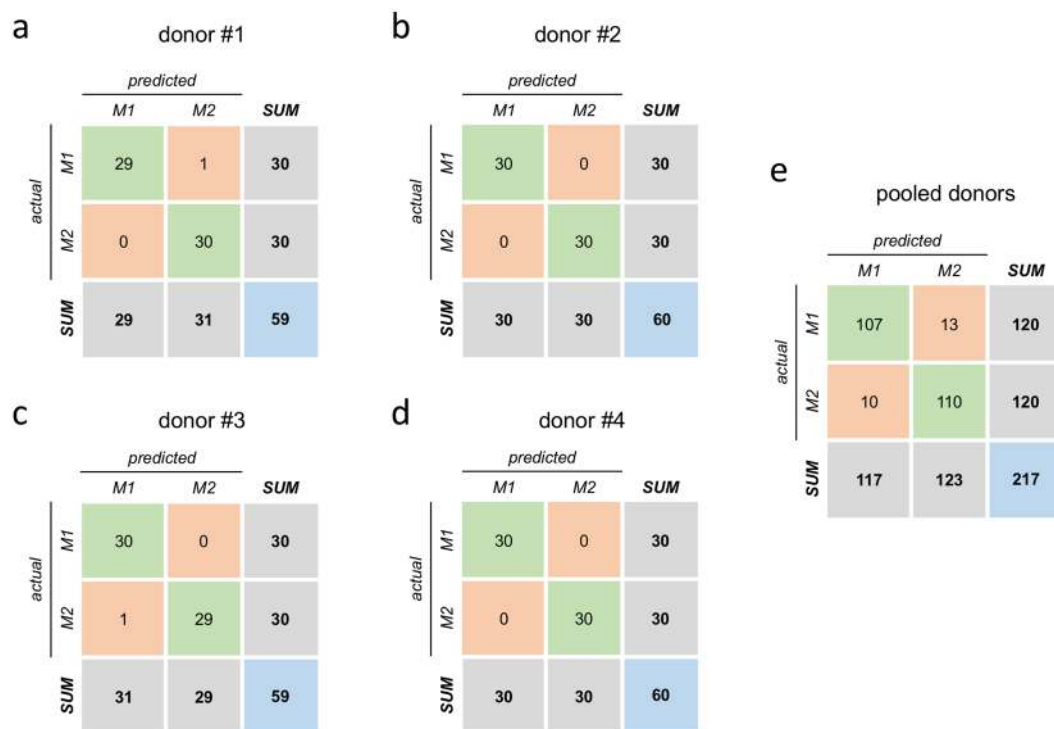 a
donor #1
predicted
M1 M2 SUM
actual
M1 29 1 30
M2 0 30 30
SUM 29 31 59
b
donor #2
predicted
M1 M2 SUM
M1 30 0 30
M2 0 30 30
SUM 30 30 60
c
donor #3
predicted
M1 M2 SUM
actual
M1 30 0 30
M2 1 29 30
SUM 31 29 59
d
donor #4
predicted
M1 M2 SUM
actual
M1 30 0 30
M2 0 30 30
SUM 30 30 60
e
pooled donors
predicted
M1 M2 SUM
actual
M1 107 13 120
M2 10 110 120
SUM 117 123 217